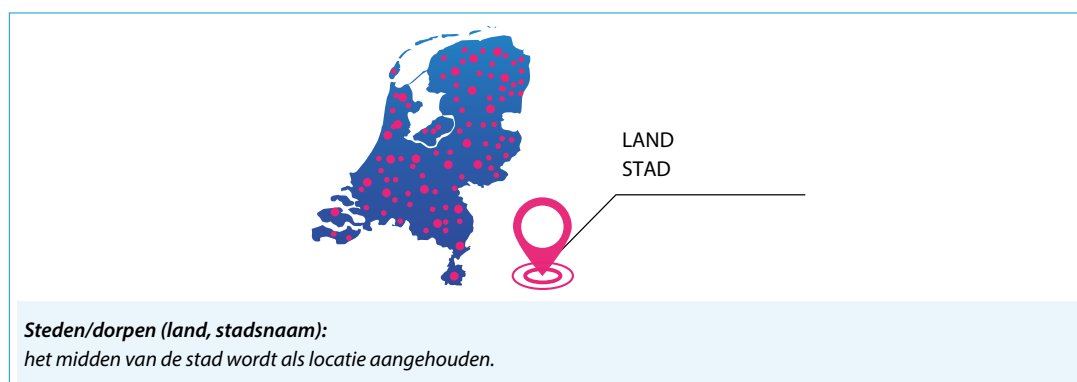 LAND
STAD
Steden/dorpen (land, stadsnaam):
het midden van de stad wordt als locatie aangehouden.